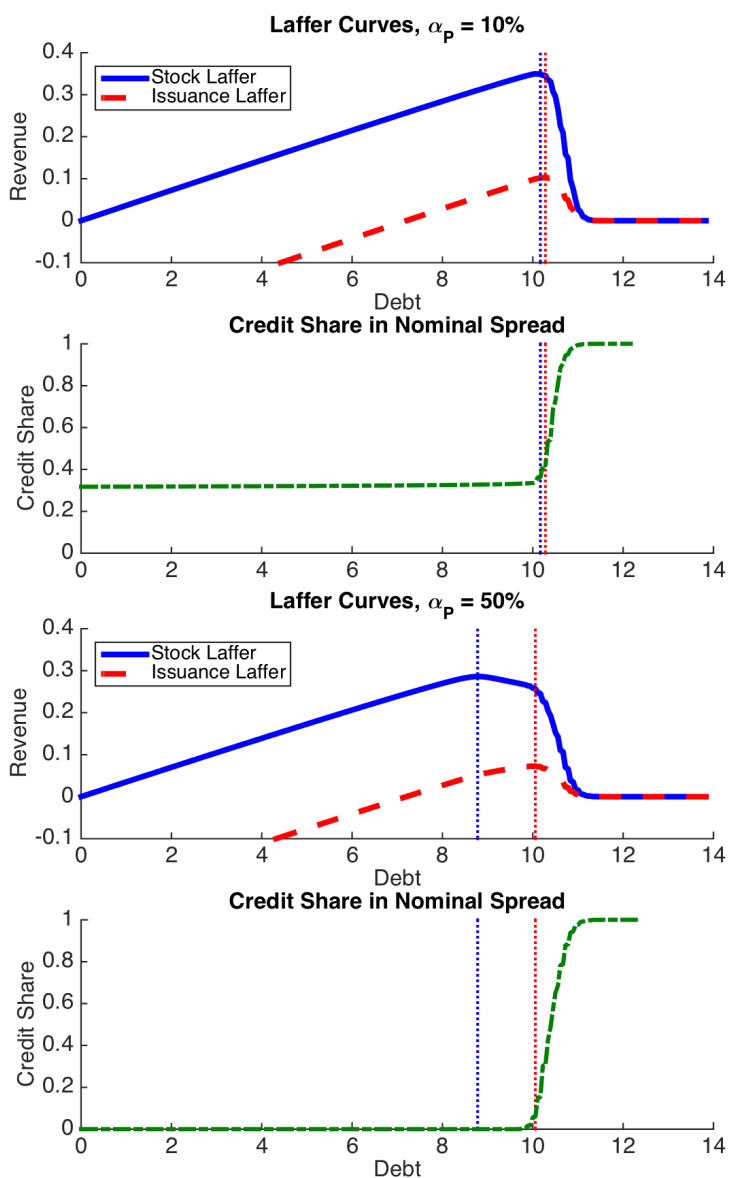 Laffer Curves, αP = 10%
0.4
0.3
0.2
0.1
0
-0.1
Revenue
Stock Laffer
Issuance Laffer
0 2 4 6 8 10 12 14
Debt
Credit Share in Nominal Spread
1
0.8
0.6
0.4
0.2
0
Credit Share
0 2 4 6 8 10 12 14
Laffer Curves, αP = 50%
0.4
0.3
0.2
0.1
0
-0.1
Revenue
Stock Laffer
Issuance Laffer
0 2 4 6 8 10 12 14
Debt
Credit Share in Nominal Spread
1
0.8
0.6
0.4
0.2
0
Credit Share
0 2 4 6 8 10 12 14
Debt